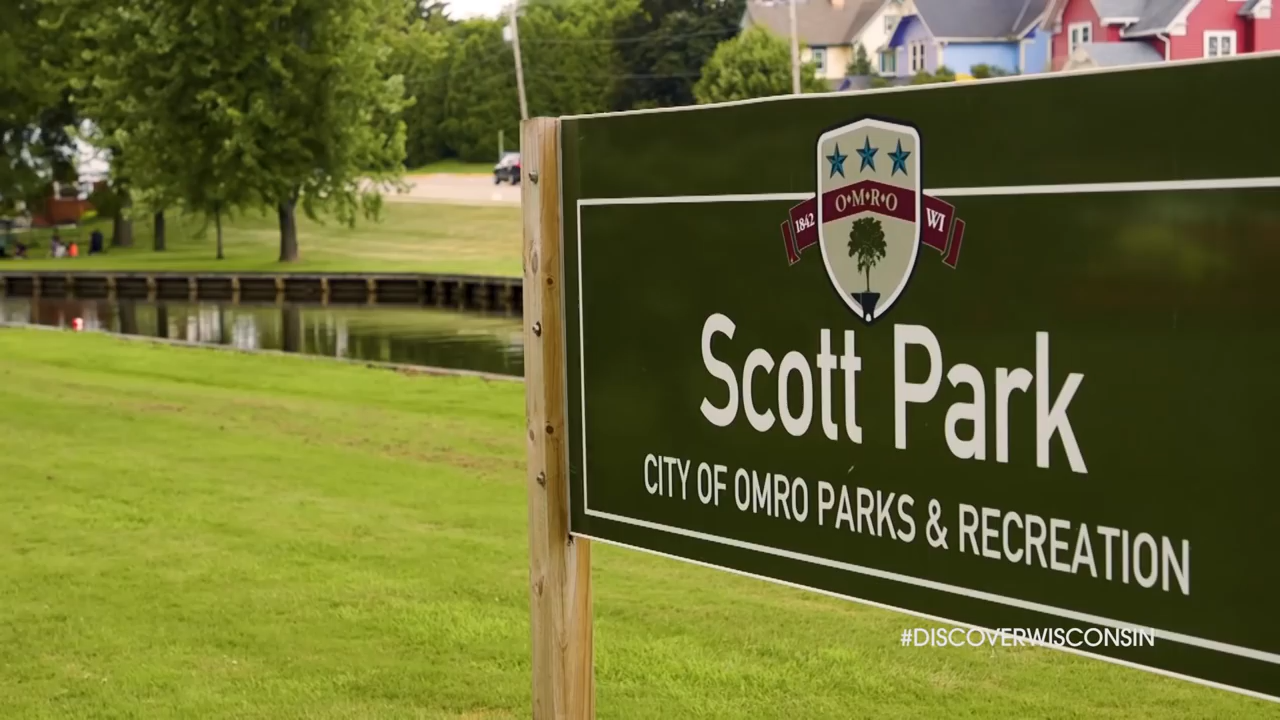 O•M•R•O
1842
WI
Scott Park
CITY OF OMRO PARKS & RECREATION
#DISCOVERWISCONSIN